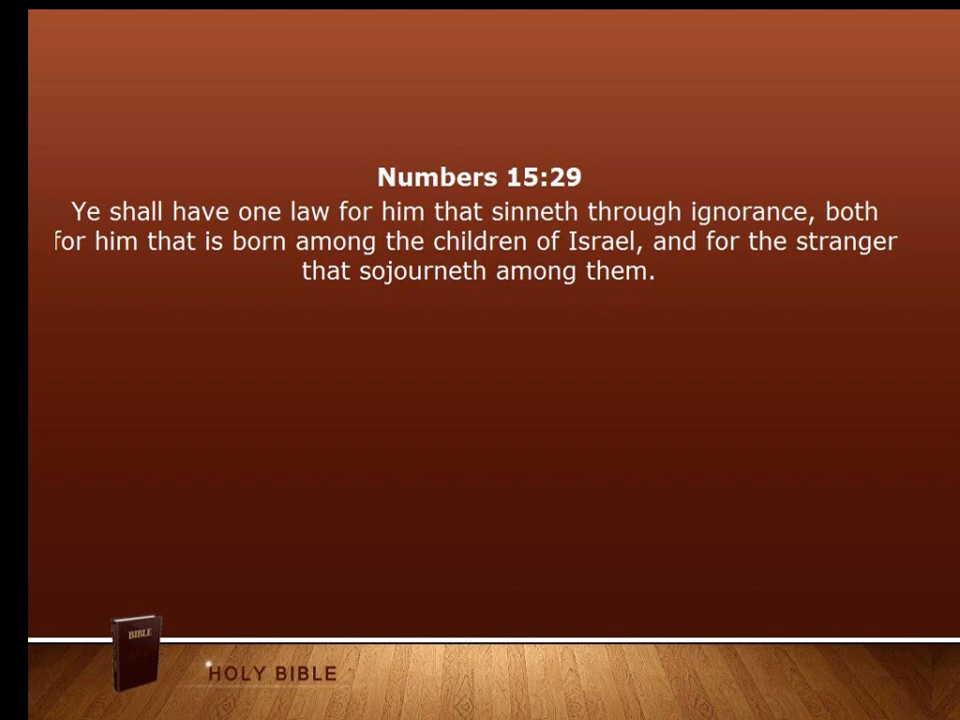 Numbers 15:29
Ye shall have one law for him that sinneth through ignorance, both
for him that is born among the children of Israel, and for the stranger
that sojourneth among them.
BIBLE
HOLY BIBLE